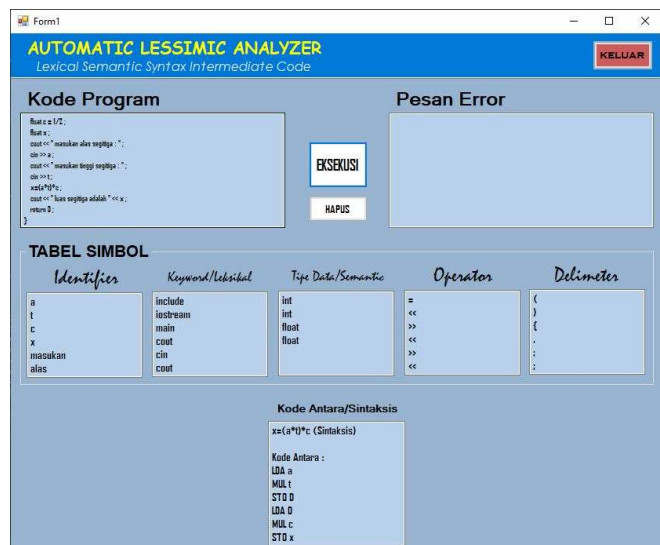 Form1
AUTOMATIC LESSIMIC ANALYZER
Lexical Semantic Syntax Intermediate Code
KELUAR
Kode Program
float c = 1/2 ;
float x ;
cout << " masukan alas segitiga : " ;
cin >> a ;
cout << " masukan tinggi segitiga : " ;
cin >> t ;
x=(a*t)*c ;
cout << " luas segitiga adalah " << x ;
return 0 ;
}
EKSEKUSI
HAPUS
Pesan Error
TABEL SIMBOL
Identifier
a
t
c
x
masukan
alas
Keyword/Leksikal
include
iostream
main
cout
cin
cout
Tipe Data/Semantic
int
int
float
float
Operator
=
<<
>>
<<
>>
<<
Delimeter
(
)
{
,
;
;
Kode Antara/Sintaksis
x=(a*t)*c (Sintaksis)
Kode Antara :
LDA a
MUL t
STO D
LDA D
MUL c
STO x